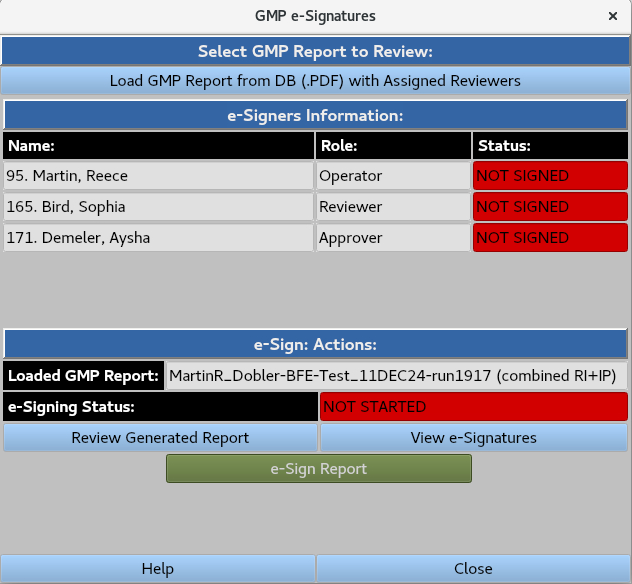 GMP e-Signatures
Select GMP Report to Review:
Load GMP Report from DB (.PDF) with Assigned Reviewers
e-Signers Information:
Name: Role: Status:
95. Martin, Reece Operator NOT SIGNED
165. Bird, Sophia Reviewer NOT SIGNED
171. Demeler, Aysha Approver NOT SIGNED
e-Sign: Actions:
Loaded GMP Report: MartinR_Dobler-BFE-Test_11DEC24-run1917 (combined RI+IP)
e-Signing Status: NOT STARTED
Review Generated Report View e-Signatures
e-Sign Report
Help Close